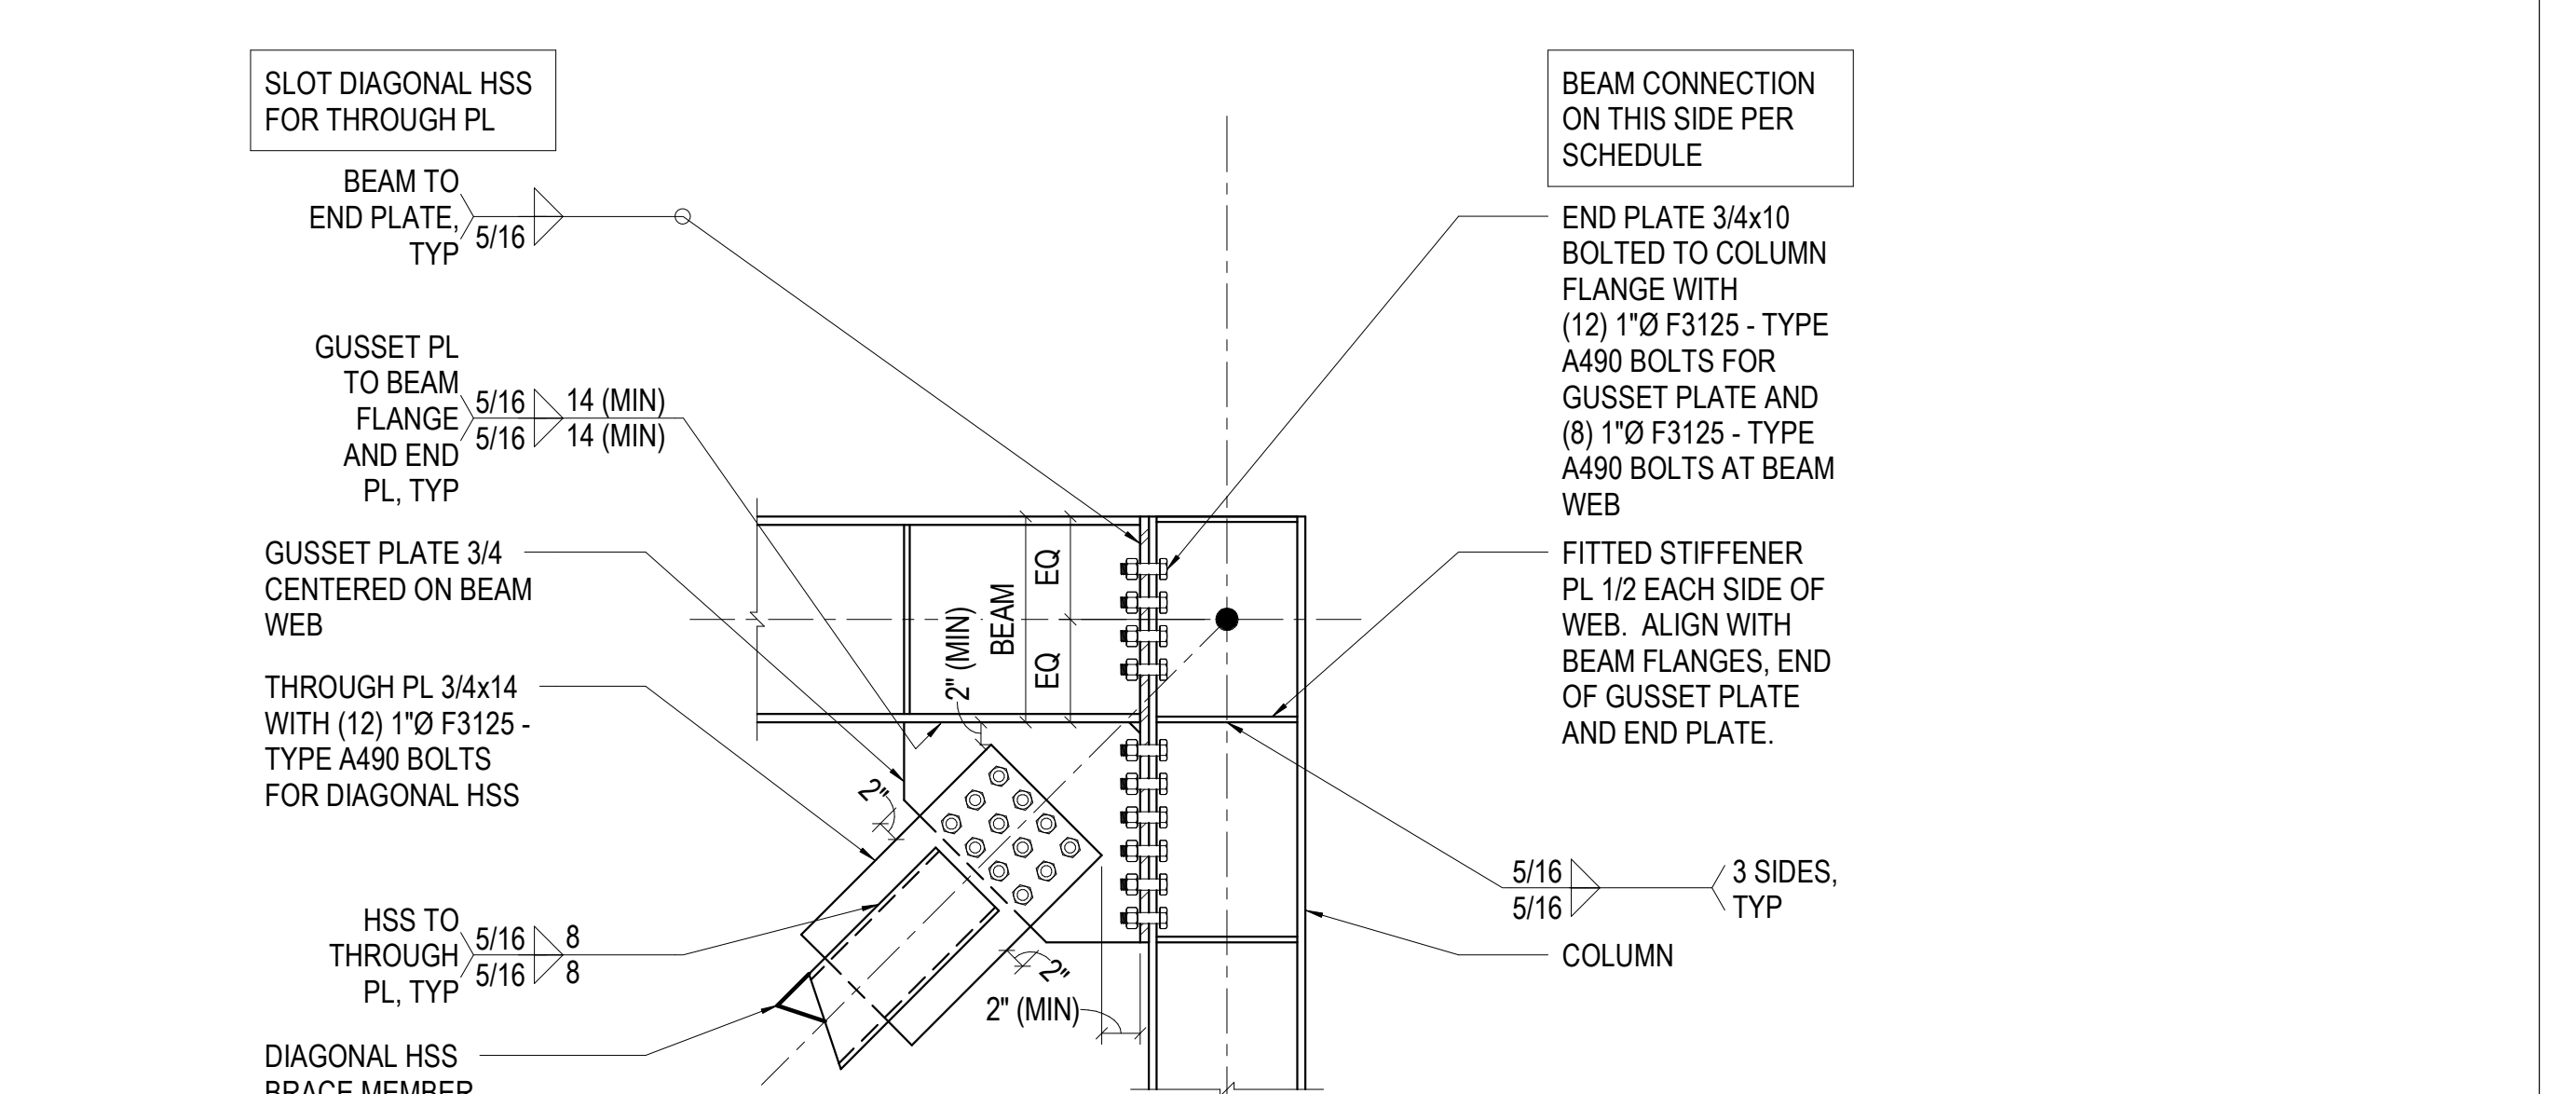 SLOT DIAGONAL HSS
FOR THROUGH PL
BEAM TO
END PLATE,
TYP
5/16
GUSSET PL
TO BEAM
FLANGE
AND END
PL, TYP
5/16
5/16
14 (MIN)
14 (MIN)
GUSSET PLATE 3/4
CENTERED ON BEAM
WEB
THROUGH PL 3/4x14
WITH (12) 1"Ø F3125 -
TYPE A490 BOLTS
FOR DIAGONAL HSS
HSS TO
THROUGH
PL, TYP
5/16
5/16
8
8
DIAGONAL HSS
BRACE MEMBER
2" (MIN)
BEAM
EQ
EQ
2"
2"
2" (MIN)
BEAM CONNECTION
ON THIS SIDE PER
SCHEDULE
END PLATE 3/4x10
BOLTED TO COLUMN
FLANGE WITH
(12) 1"Ø F3125 - TYPE
A490 BOLTS FOR
GUSSET PLATE AND
(8) 1"Ø F3125 - TYPE
A490 BOLTS AT BEAM
WEB
FITTED STIFFENER
PL 1/2 EACH SIDE OF
WEB.  ALIGN WITH
BEAM FLANGES, END
OF GUSSET PLATE
AND END PLATE.
5/16
5/16
3 SIDES,
TYP
COLUMN